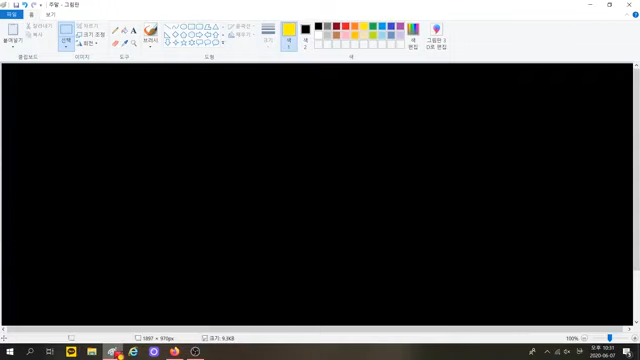 주말 - 그림판
파일 홈 보기
붙여넣기
잘라내기
복사
클립보드
선택
자르기
크기 조정
회전
이미지
A
도구
브러시
윤곽선
채우기
도형
크기
색 1
색 2
색
색 편집
그림판 3D로 편집
1897 × 970px
크기: 9.3KB
100%
오후 10:31
2020-06-07